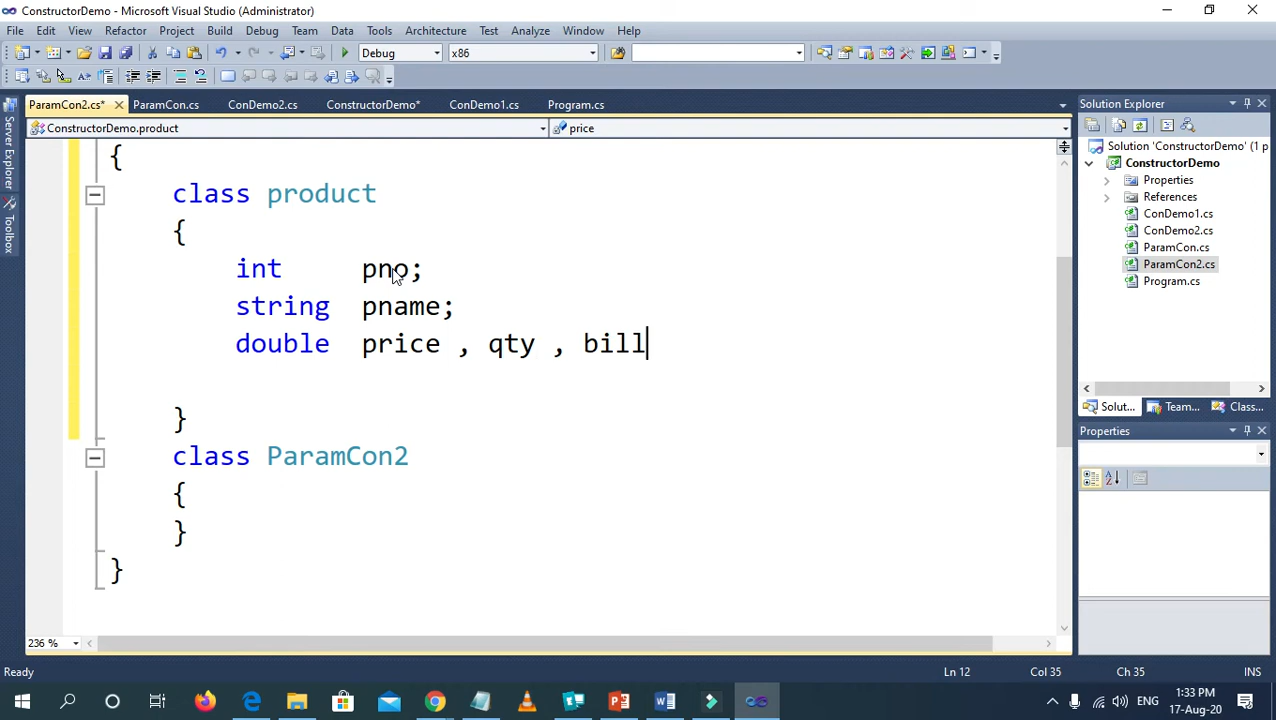 ConstructorDemo - Microsoft Visual Studio (Administrator)
File Edit View Refactor Project Build Debug Team Data Tools Architecture Test Analyze Window Help
Debug x86
ParamCon2.cs* ParamCon.cs ConDemo2.cs ConstructorDemo* ConDemo1.cs Program.cs
ConstructorDemo.product price
{
class product
{
int pno;
string pname;
double price , qty , bill
}
class ParamCon2
{
}
}
236 %
Server Explorer
Toolbox
Solution Explorer
Solution 'ConstructorDemo' (1 p
ConstructorDemo
Properties
References
ConDemo1.cs
ConDemo2.cs
ParamCon.cs
ParamCon2.cs
Program.cs
Solut... Team... Class...
Properties
Ready Ln 12 Col 35 Ch 35 INS
ENG 1:33 PM
17-Aug-20